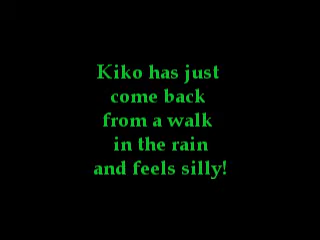 Kiko has just
come back
from a walk
in the rain
and feels silly!